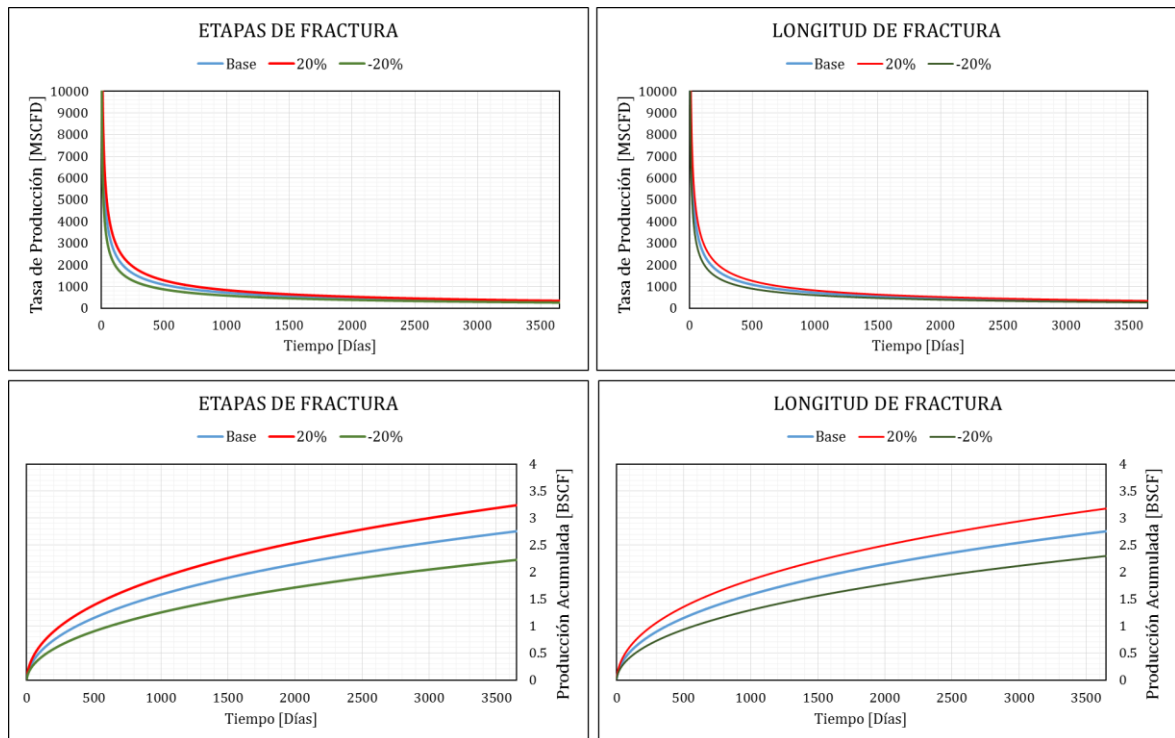 ETAPAS DE FRACTURA
Base 20% -20%
Tasa de Producción [MSCFD]
10000
9000
8000
7000
6000
5000
4000
3000
2000
1000
0
0 500 1000 1500 2000 2500 3000 3500
Tiempo [Días]
LONGITUD DE FRACTURA
Base 20% -20%
Tasa de Producción [MSCFD]
10000
9000
8000
7000
6000
5000
4000
3000
2000
1000
0
0 500 1000 1500 2000 2500 3000 3500
Tiempo [Días]
ETAPAS DE FRACTURA
Base 20% -20%
4
3.5
3
2.5
2
1.5
1
0.5
0
Producción Acumulada [BSCF]
0 500 1000 1500 2000 2500 3000 3500
Tiempo [Días]
LONGITUD DE FRACTURA
Base 20% -20%
4
3.5
3
2.5
2
1.5
1
0.5
0
Producción Acumulada [BSCF]
0 500 1000 1500 2000 2500 3000 3500
Tiempo [Días]